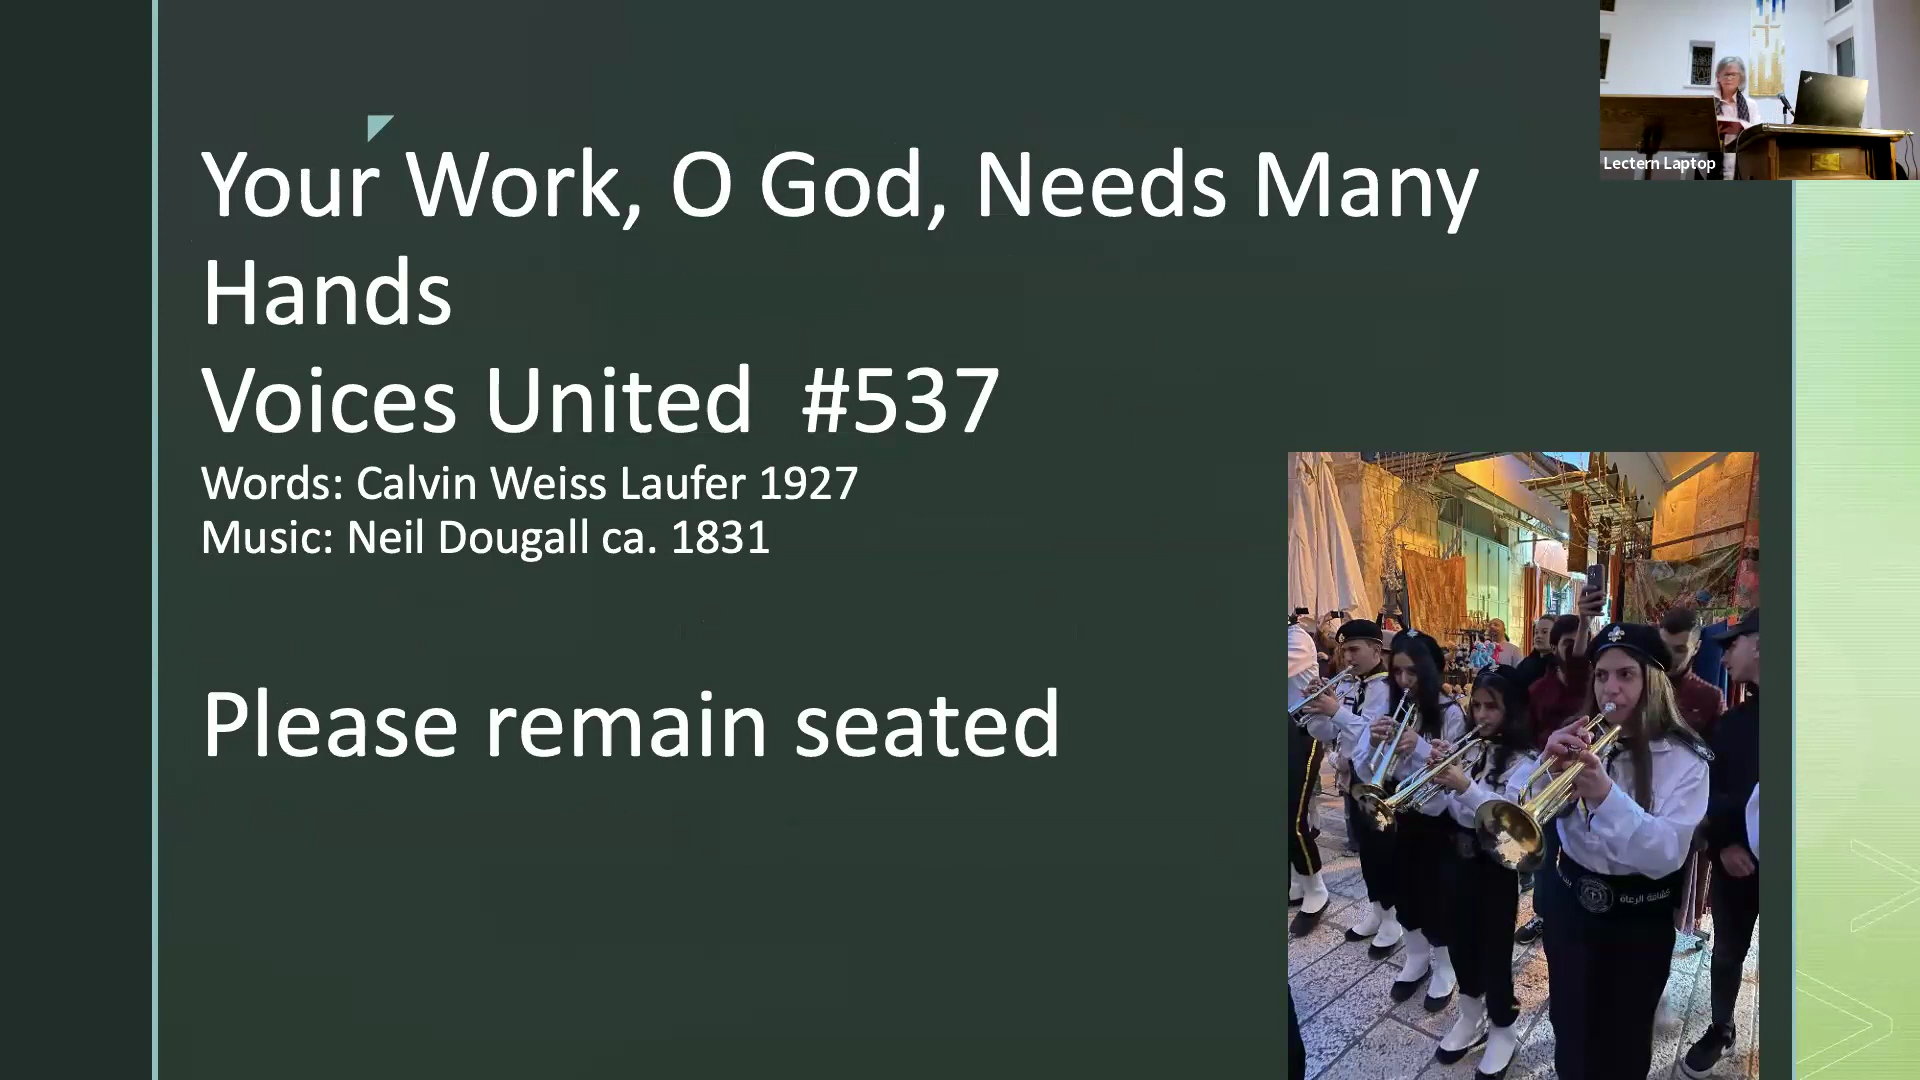 Your Work, O God, Needs Many
Hands
Voices United #537
Words: Calvin Weiss Laufer 1927
Music: Neil Dougall ca. 1831
Please remain seated
Lectern Laptop